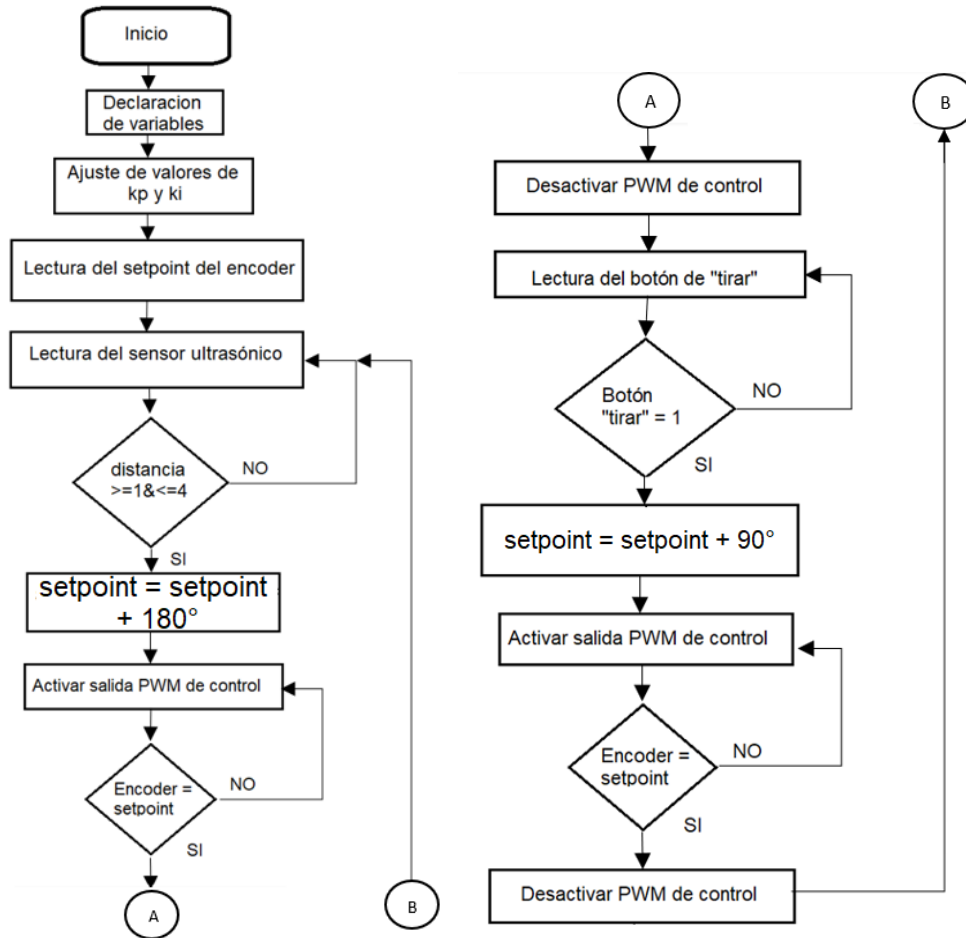 Inicio
Declaracion
de variables
Ajuste de valores de
kp y ki
Lectura del setpoint del encoder
Lectura del sensor ultrasónico
distancia
>=1&<=4
NO
SI
setpoint = setpoint
+ 180°
Activar salida PWM de control
Encoder =
setpoint
NO
SI
A
B
A
B
Desactivar PWM de control
Lectura del botón de "tirar"
Botón
"tirar" = 1
NO
SI
setpoint = setpoint + 90°
Activar salida PWM de control
Encoder =
setpoint
NO
SI
Desactivar PWM de control